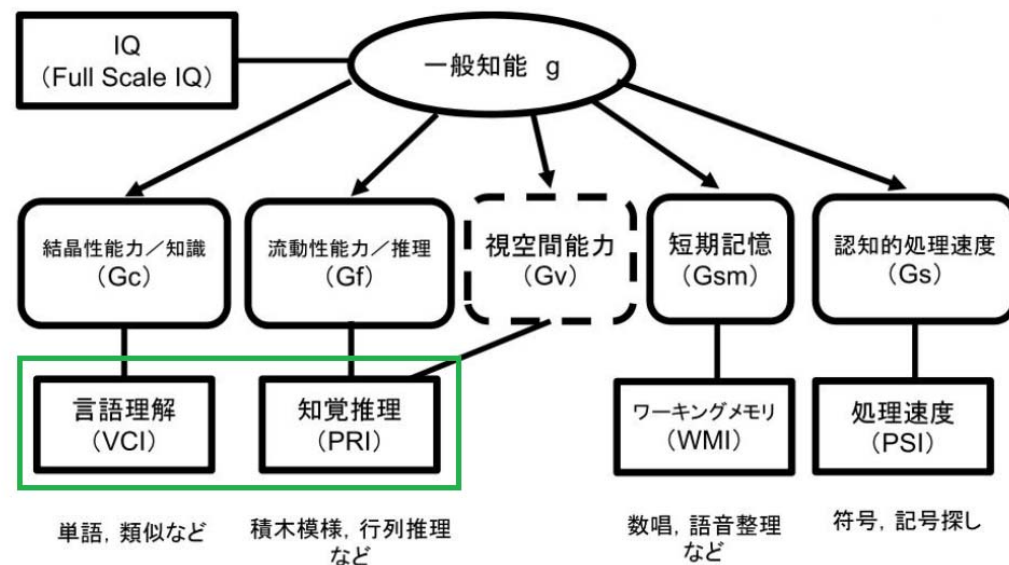 IQ
（Full Scale IQ）
一般知能　g
結晶性能力／知識
（Gc）
流動性能力／推理
（Gf）
視空間能力
（Gv）
短期記憶
（Gsm）
認知的処理速度
（Gs）
言語理解
（VCI）
知覚推理
（PRI）
ワーキングメモリ
（WMI）
処理速度
（PSI）
単語，類似など
積木模様，行列推理
など
数唱，語音整理
など
符号，記号探し